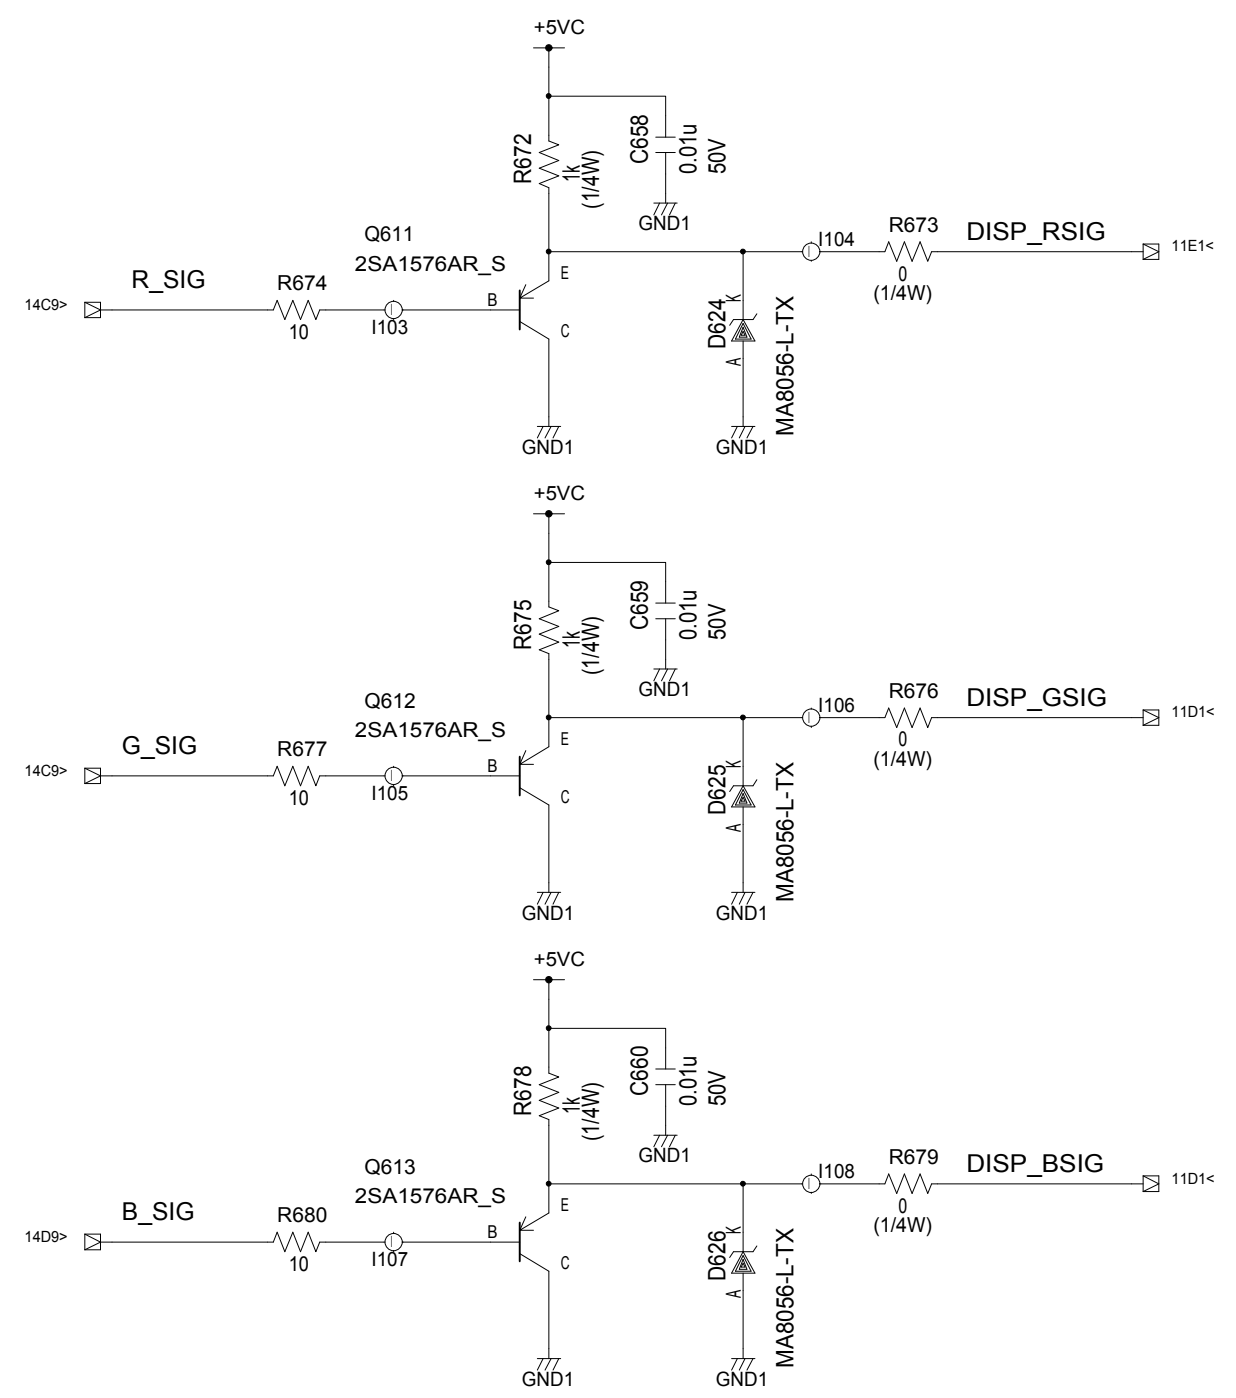 +5VC
R672
1k
(1/4W)
C658
0.01u
50V
GND1
Q611
2SA1576AR_S
R_SIG
14C9>
R674
10
I103
B
E
C
GND1
D624
K
A
MA8056-L-TX
GND1
I104
R673
0
(1/4W)
DISP_RSIG
11E1<
+5VC
R675
1k
(1/4W)
C659
0.01u
50V
GND1
Q612
2SA1576AR_S
G_SIG
14C9>
R677
10
I105
B
E
C
GND1
D625
K
A
MA8056-L-TX
GND1
I106
R676
0
(1/4W)
DISP_GSIG
11D1<
+5VC
R678
1k
(1/4W)
C660
0.01u
50V
GND1
Q613
2SA1576AR_S
B_SIG
14D9>
R680
10
I107
B
E
C
GND1
D626
K
A
MA8056-L-TX
GND1
I108
R679
0
(1/4W)
DISP_BSIG
11D1<